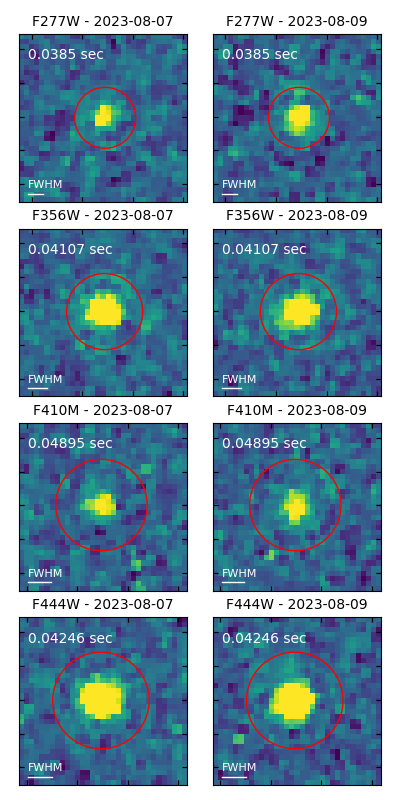 F277W - 2023-08-07
F277W - 2023-08-09
0.0385 sec
0.0385 sec
FWHM
FWHM
F356W - 2023-08-07
F356W - 2023-08-09
0.04107 sec
0.04107 sec
FWHM
FWHM
F410M - 2023-08-07
F410M - 2023-08-09
0.04895 sec
0.04895 sec
FWHM
FWHM
F444W - 2023-08-07
F444W - 2023-08-09
0.04246 sec
0.04246 sec
FWHM
FWHM